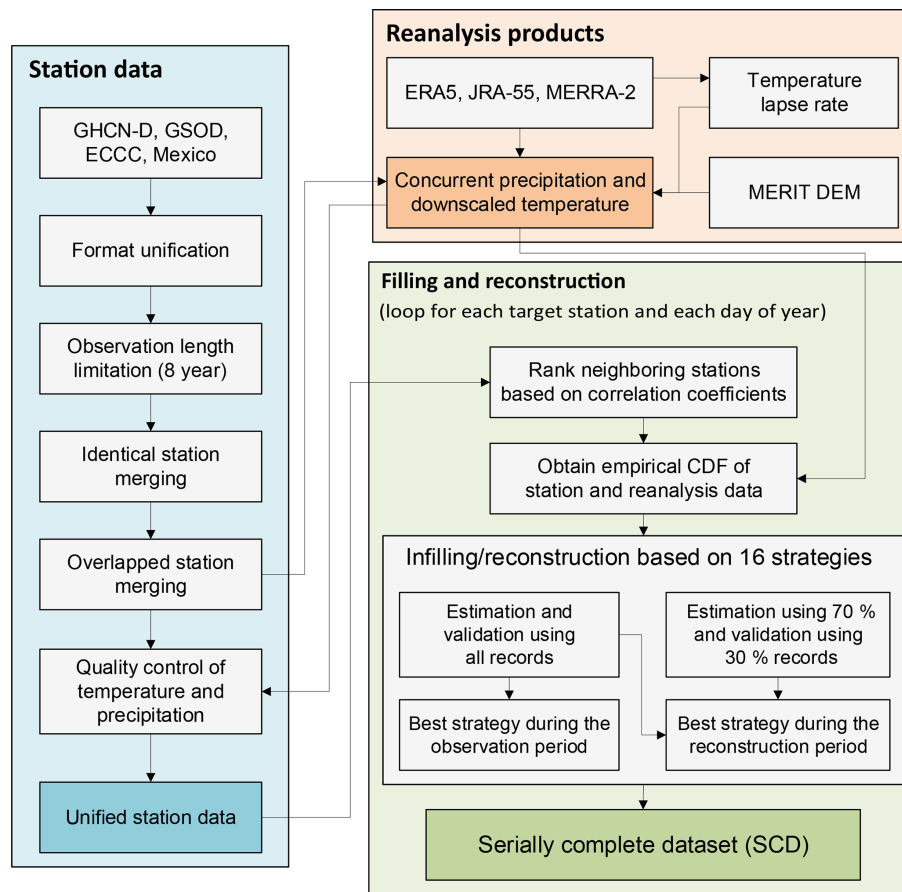 Station data
GHCN-D, GSOD,
ECCC, Mexico
Format unification
Observation length
limitation (8 year)
Identical station
merging
Overlapped station
merging
Quality control of
temperature and
precipitation
Unified station data
Reanalysis products
ERA5, JRA-55, MERRA-2
Temperature
lapse rate
Concurrent precipitation and
downscaled temperature
MERIT DEM
Filling and reconstruction
(loop for each target station and each day of year)
Rank neighboring stations
based on correlation coefficients
Obtain empirical CDF of
station and reanalysis data
Infilling/reconstruction based on 16 strategies
Estimation and
validation using
all records
Estimation using 70 %
and validation using
30 % records
Best strategy during the
observation period
Best strategy during the
reconstruction period
Serially complete dataset (SCD)